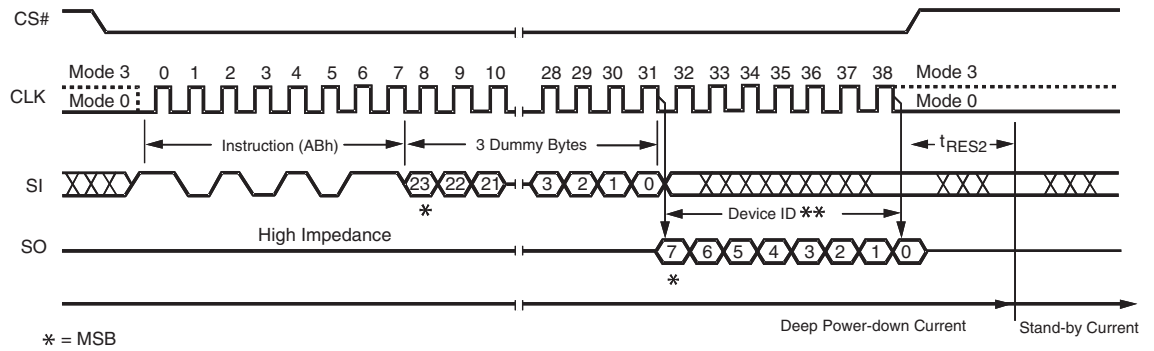 CS#
Mode 3 0 1 2 3 4 5 6 7 8 9 10 28 29 30 31 32 33 34 35 36 37 38 Mode 3
CLK
Mode 0 Mode 0
Instruction (ABh) 3 Dummy Bytes tRES2
SI 23 22 21 3 2 1 0
* Device ID **
High Impedance
SO 7 6 5 4 3 2 1 0
*
Deep Power-down Current Stand-by Current
* = MSB